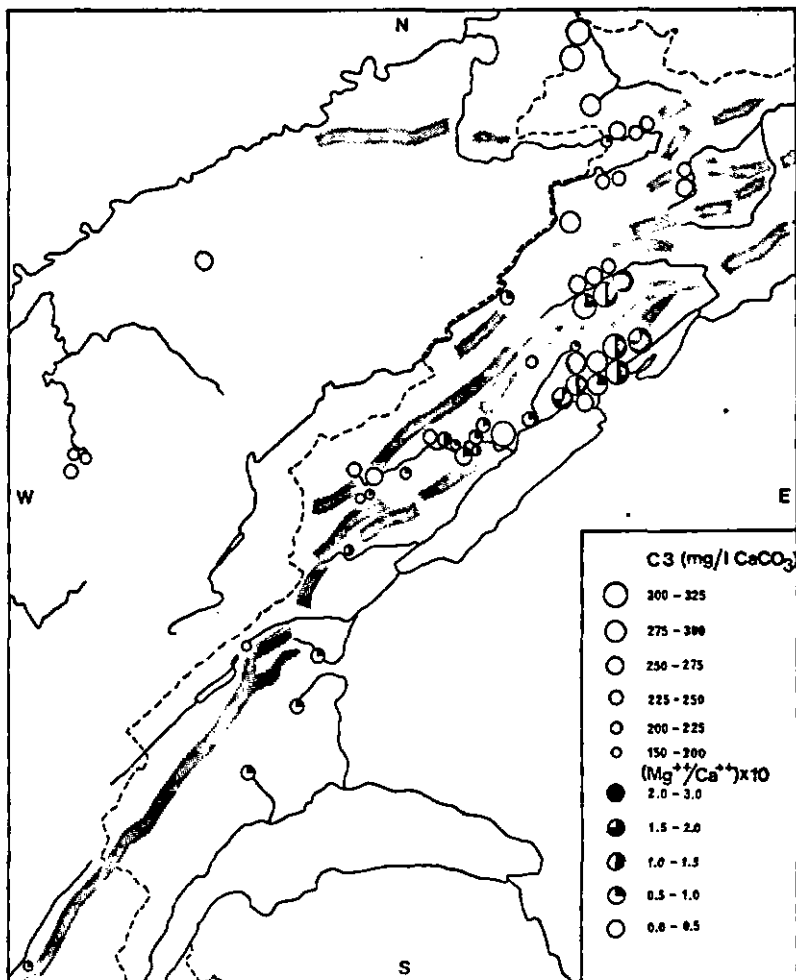 N
W
E
S
C3 (mg/l CaCO₃)
300 - 325
275 - 300
250 - 275
225 - 250
200 - 225
150 - 200
(Mg⁺⁺/Ca⁺⁺)x10
2.0 - 3.0
1.5 - 2.0
1.0 - 1.5
0.5 - 1.0
0.0 - 0.5